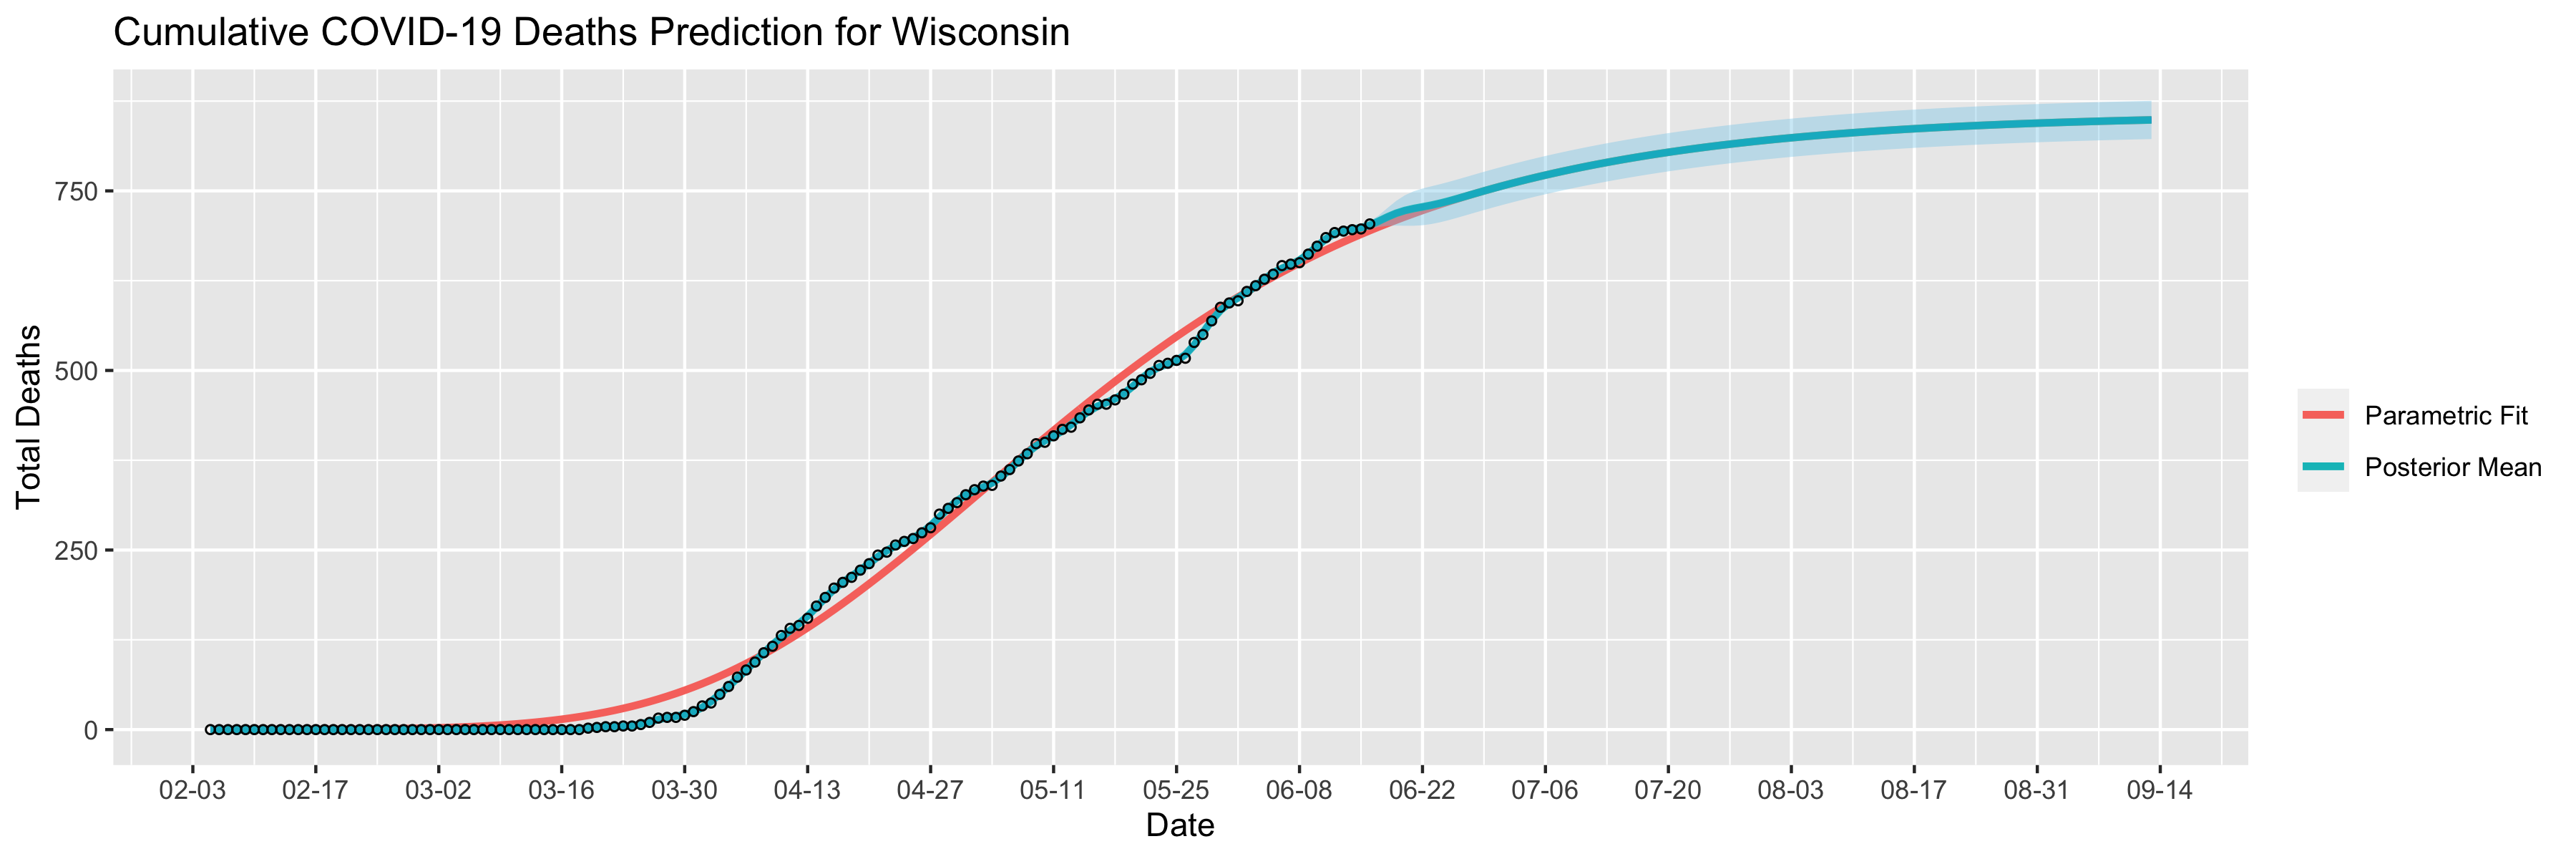 Cumulative COVID-19 Deaths Prediction for Wisconsin
Total Deaths
750
500
250
0
02-03 02-17 03-02 03-16 03-30 04-13 04-27 05-11 05-25 06-08 06-22 07-06 07-20 08-03 08-17 08-31 09-14
Date
Parametric Fit
Posterior Mean